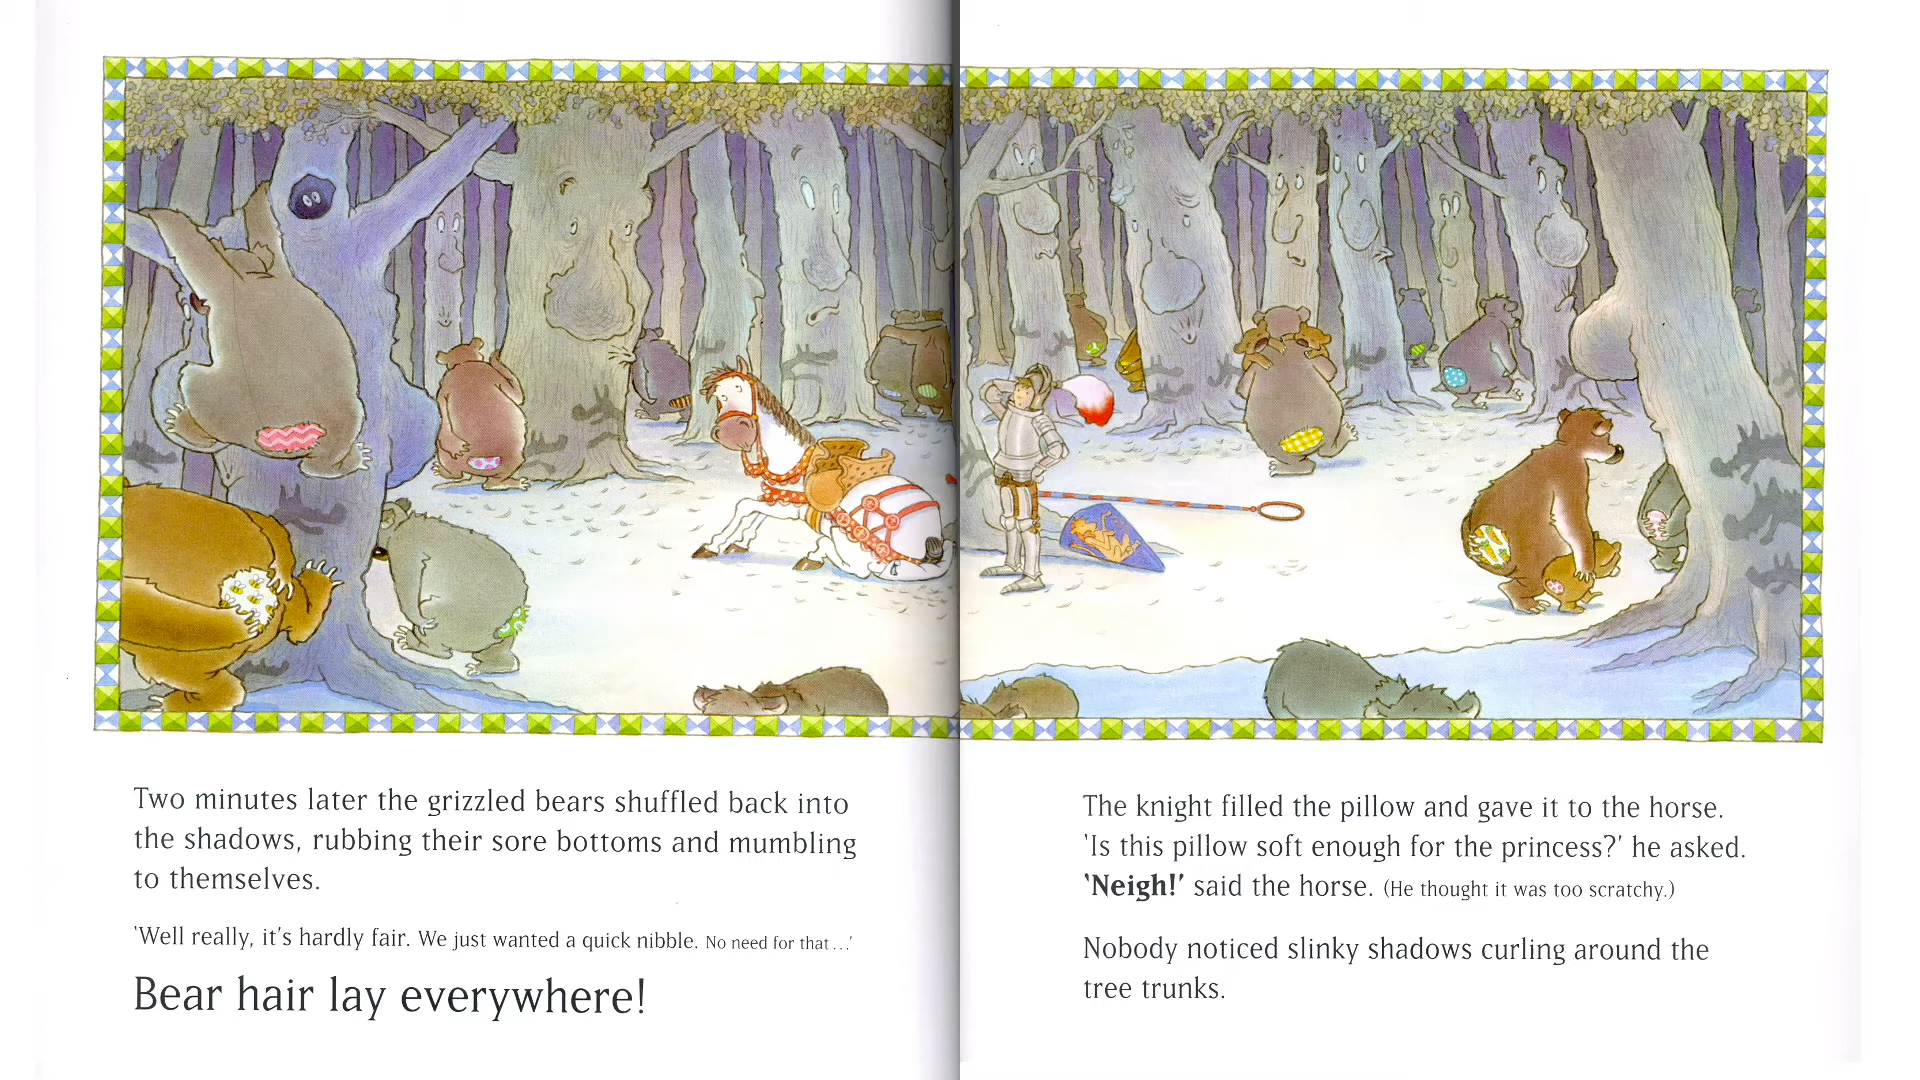 Two minutes later the grizzled bears shuffled back into
the shadows, rubbing their sore bottoms and mumbling
to themselves.
‘Well really, it’s hardly fair. We just wanted a quick nibble. No need for that...’
Bear hair lay everywhere!
The knight filled the pillow and gave it to the horse.
‘Is this pillow soft enough for the princess?’ he asked.
‘Neigh!’ said the horse. (He thought it was too scratchy.)
Nobody noticed slinky shadows curling around the
tree trunks.